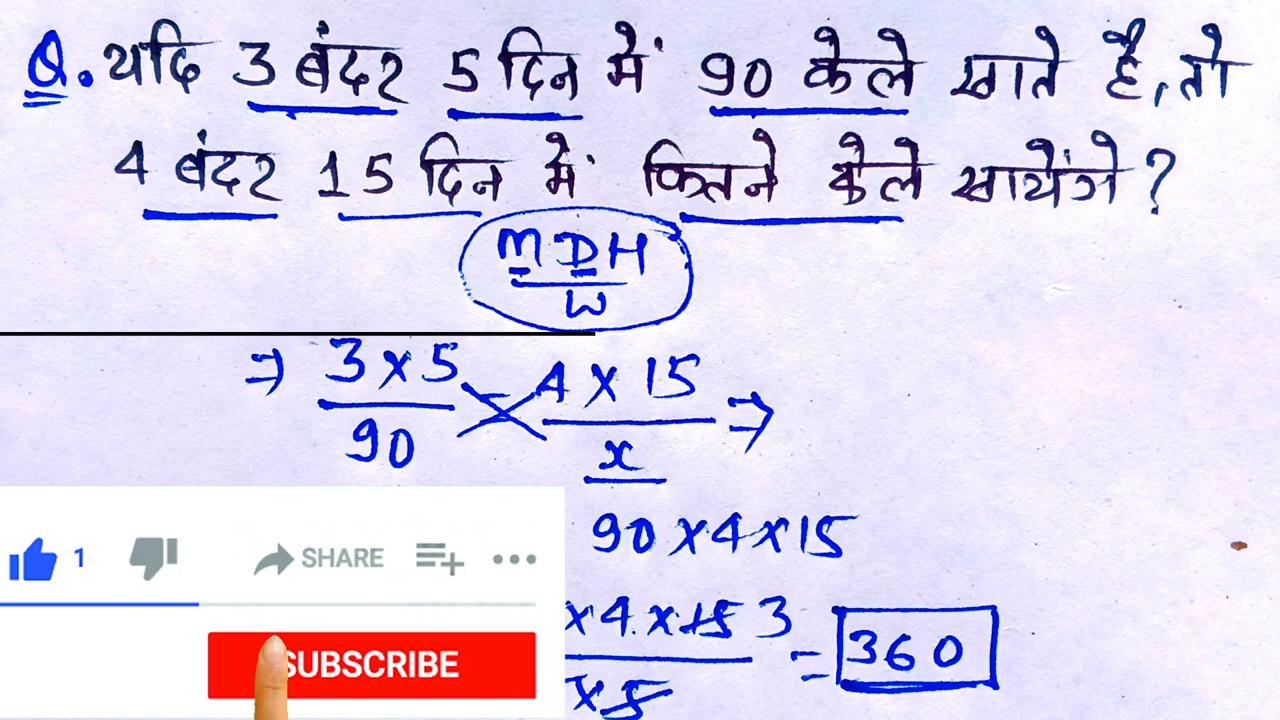 Q. यदि 3 बंदर 5 दिन में 90 केले खाते है, तो
4 बंदर 15 दिन में कितने केले खायेंगे?
MDH
W
⇒ 3 x 5 4 x 15 ⇒
90 x
90 x 4 x 15
x 4 x 15 3 = 360
x 5
1 SHARE
SUBSCRIBE